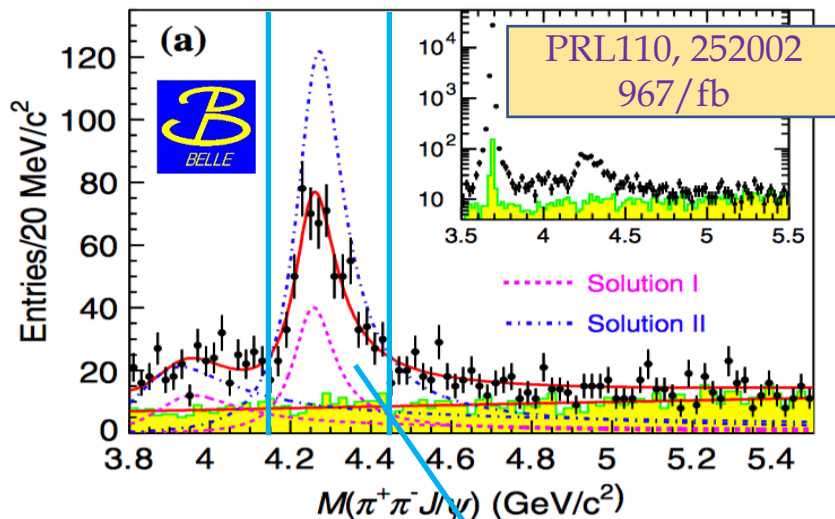 (a)
BELLE
PRL110, 252002
967/fb
10⁴
10³
10²
10
3.5 4 4.5 5 5.5
120
100
80
60
40
20
0
Entries/20 MeV/c²
Solution I
Solution II
3.8 4 4.2 4.4 4.6 4.8 5 5.2 5.4
M(π⁺π⁻J/ψ) (GeV/c²)